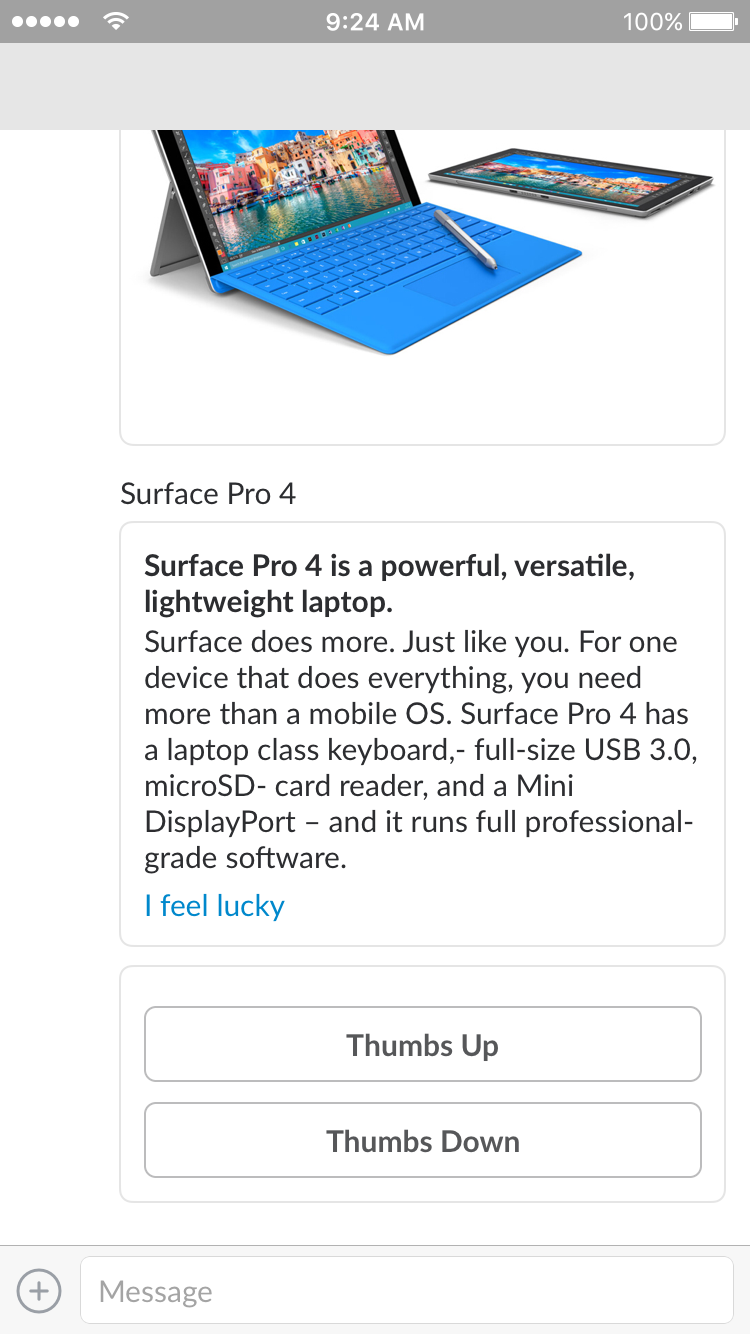 9:24 AM
100%
Surface Pro 4
Surface Pro 4 is a powerful, versatile,
lightweight laptop.
Surface does more. Just like you. For one
device that does everything, you need
more than a mobile OS. Surface Pro 4 has
a laptop class keyboard,- full-size USB 3.0,
microSD- card reader, and a Mini
DisplayPort – and it runs full professional-
grade software.
I feel lucky
Thumbs Up
Thumbs Down
Message